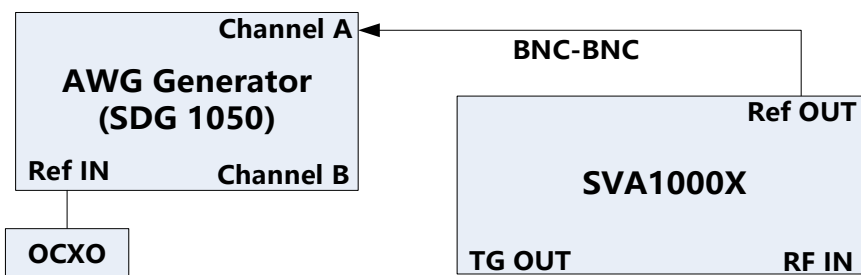 Channel A
BNC-BNC
AWG Generator
(SDG 1050)
Ref OUT
Ref IN
Channel B
SVA1000X
OCXO
TG OUT
RF IN